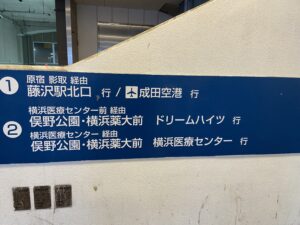 ① 原宿 影取 経由
藤沢駅北口 行 / 成田空港 行
横浜医療センター前 経由
② 俣野公園・横浜薬大前 ドリームハイツ 行
横浜医療センター 経由
俣野公園・横浜薬大前 横浜医療センター 行